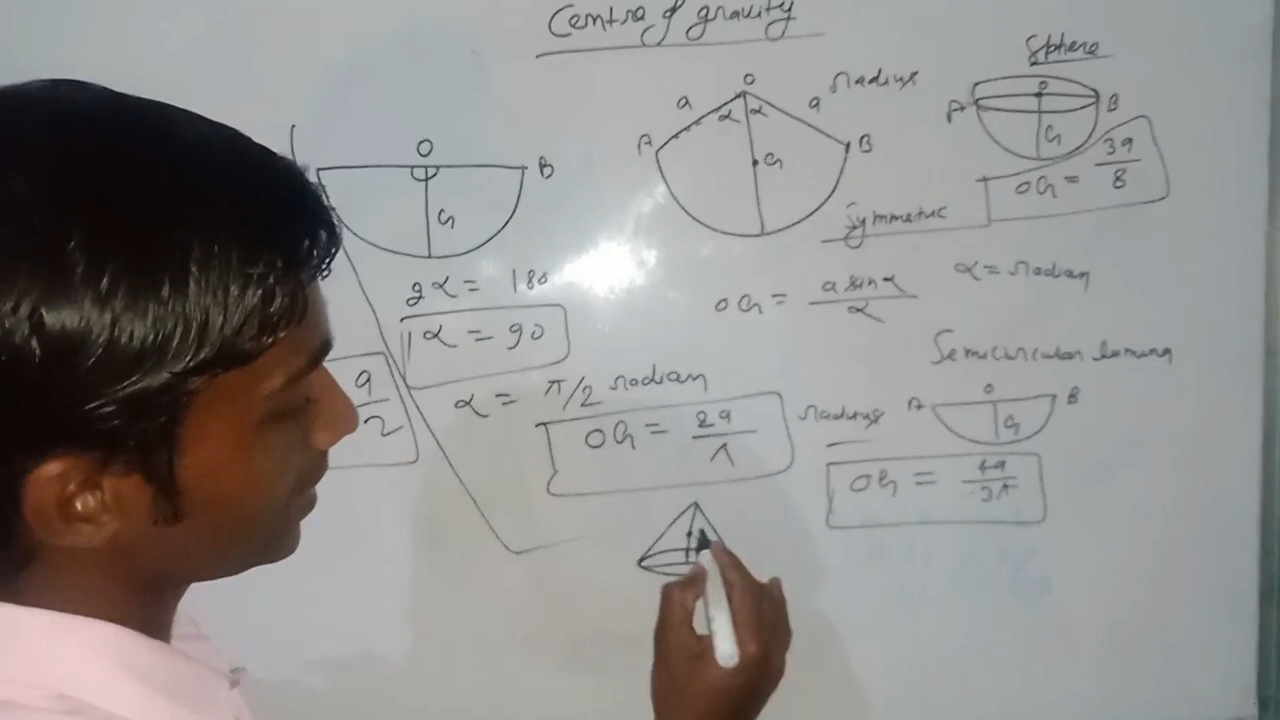 Centre of gravity
Sphere
O
A B
G
OG = 3a/8
O
a α α a radius
A B
G
symmetric
OG = a sinα/α α = radian
O
B
G
2α = 180
α = 90
α = π/2 radian
OG = 2a/π radius
a/2
Semicircular lamina
O
A B
G
OG = 4a/3π